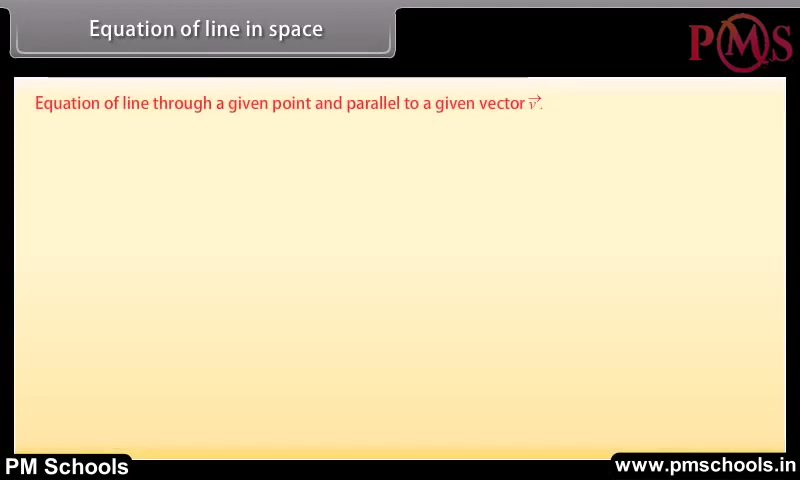 Equation of line in space
PMS
Equation of line through a given point and parallel to a given vector v⃗.
PM Schools
www.pmschools.in